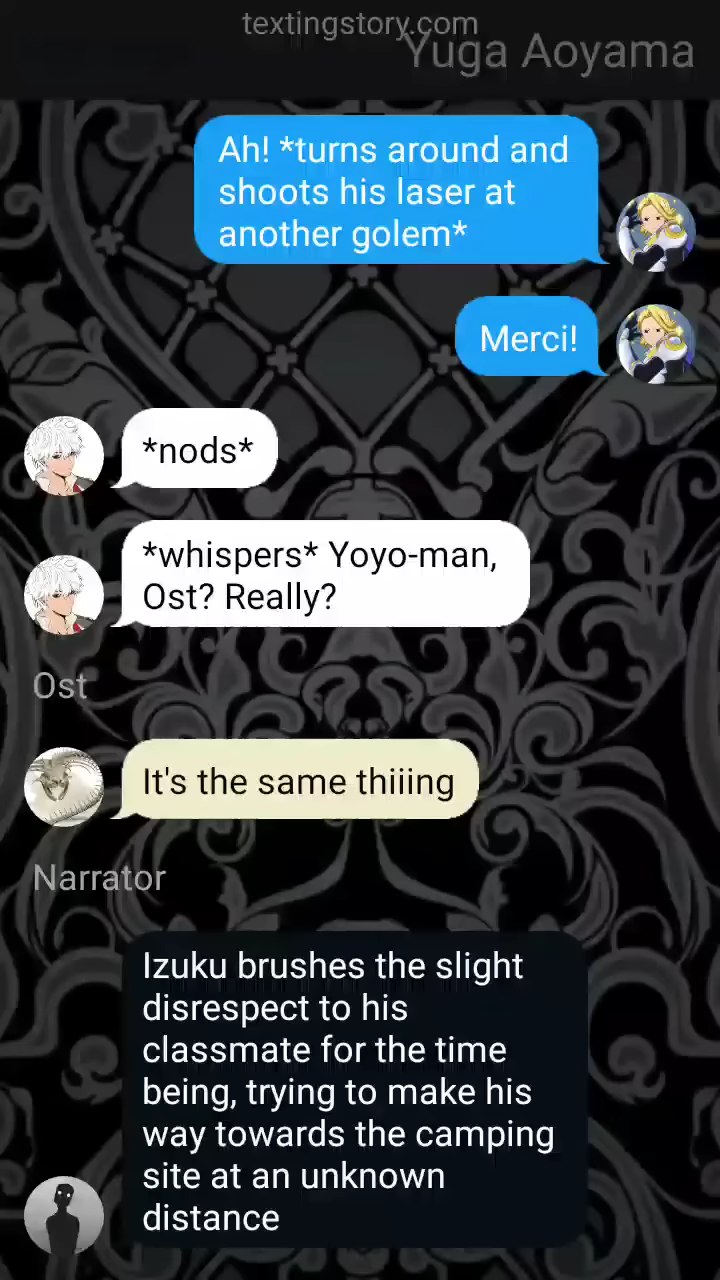 textingstory.com
Yuga Aoyama
Ah! *turns around and
shoots his laser at
another golem*
Merci!
*nods*
*whispers* Yoyo-man,
Ost? Really?
Ost
It's the same thiiing
Narrator
Izuku brushes the slight
disrespect to his
classmate for the time
being, trying to make his
way towards the camping
site at an unknown
distance